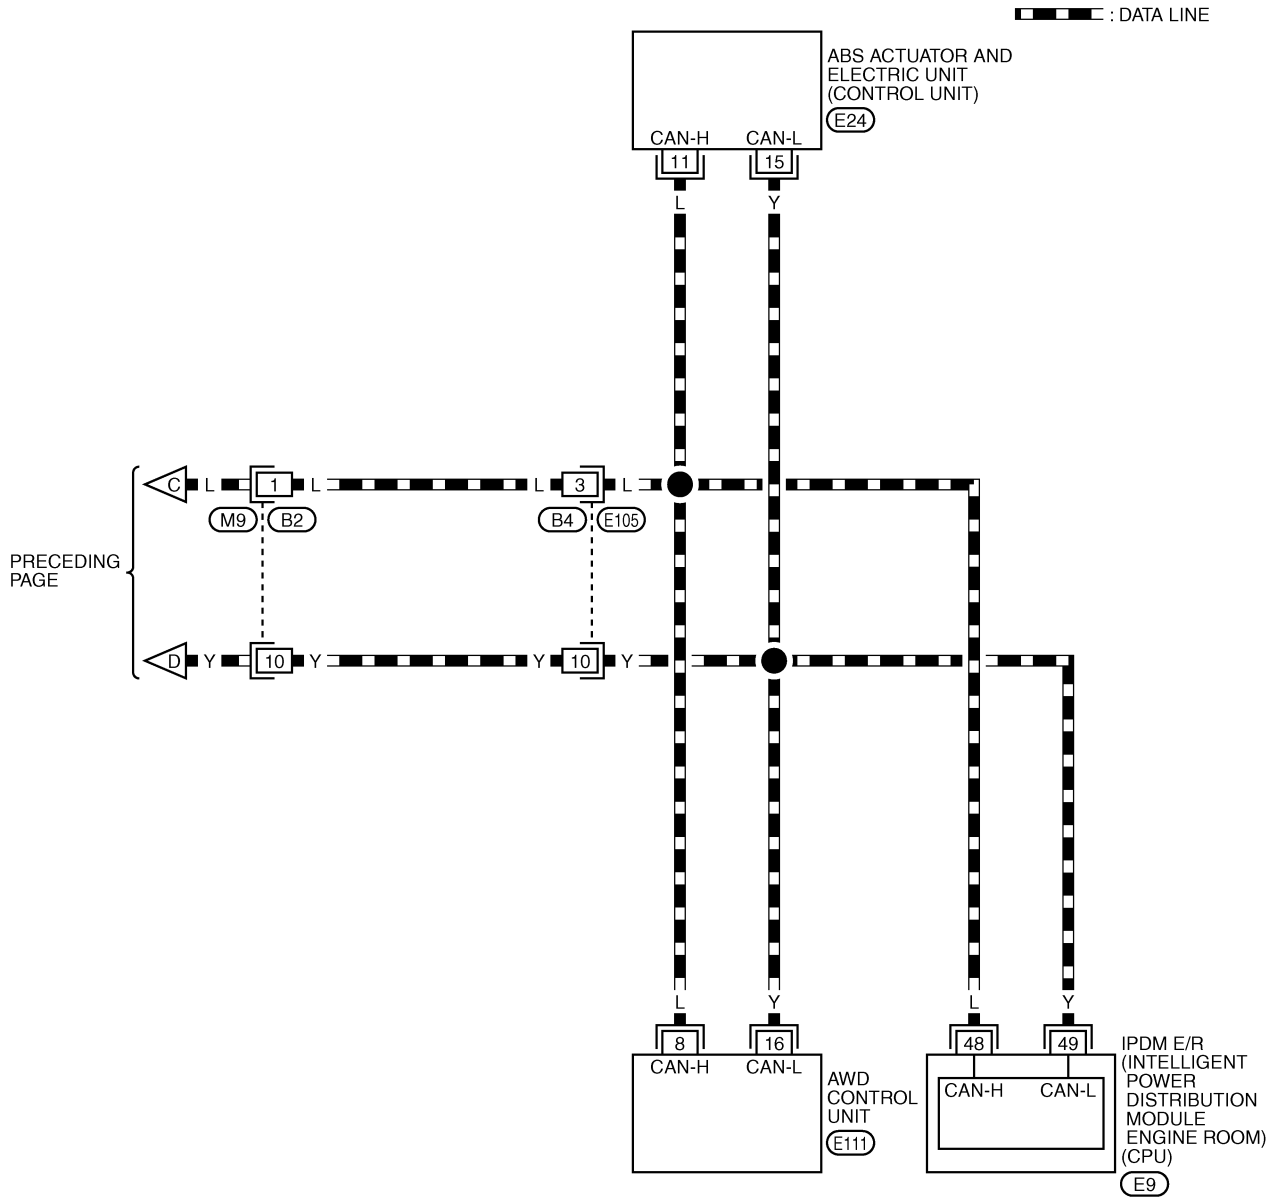 : DATA LINE
ABS ACTUATOR AND
ELECTRIC UNIT
(CONTROL UNIT)
E24
CAN-H CAN-L
11 15
L Y
C L 1 L L 3 L
M9 B2 B4 E105
PRECEDING
PAGE
D Y 10 Y Y 10 Y
L Y L Y
8 16 48 49
CAN-H CAN-L
AWD
CONTROL
UNIT
E111
CAN-H CAN-L
IPDM E/R
(INTELLIGENT
POWER
DISTRIBUTION
MODULE
ENGINE ROOM)
(CPU)
E9